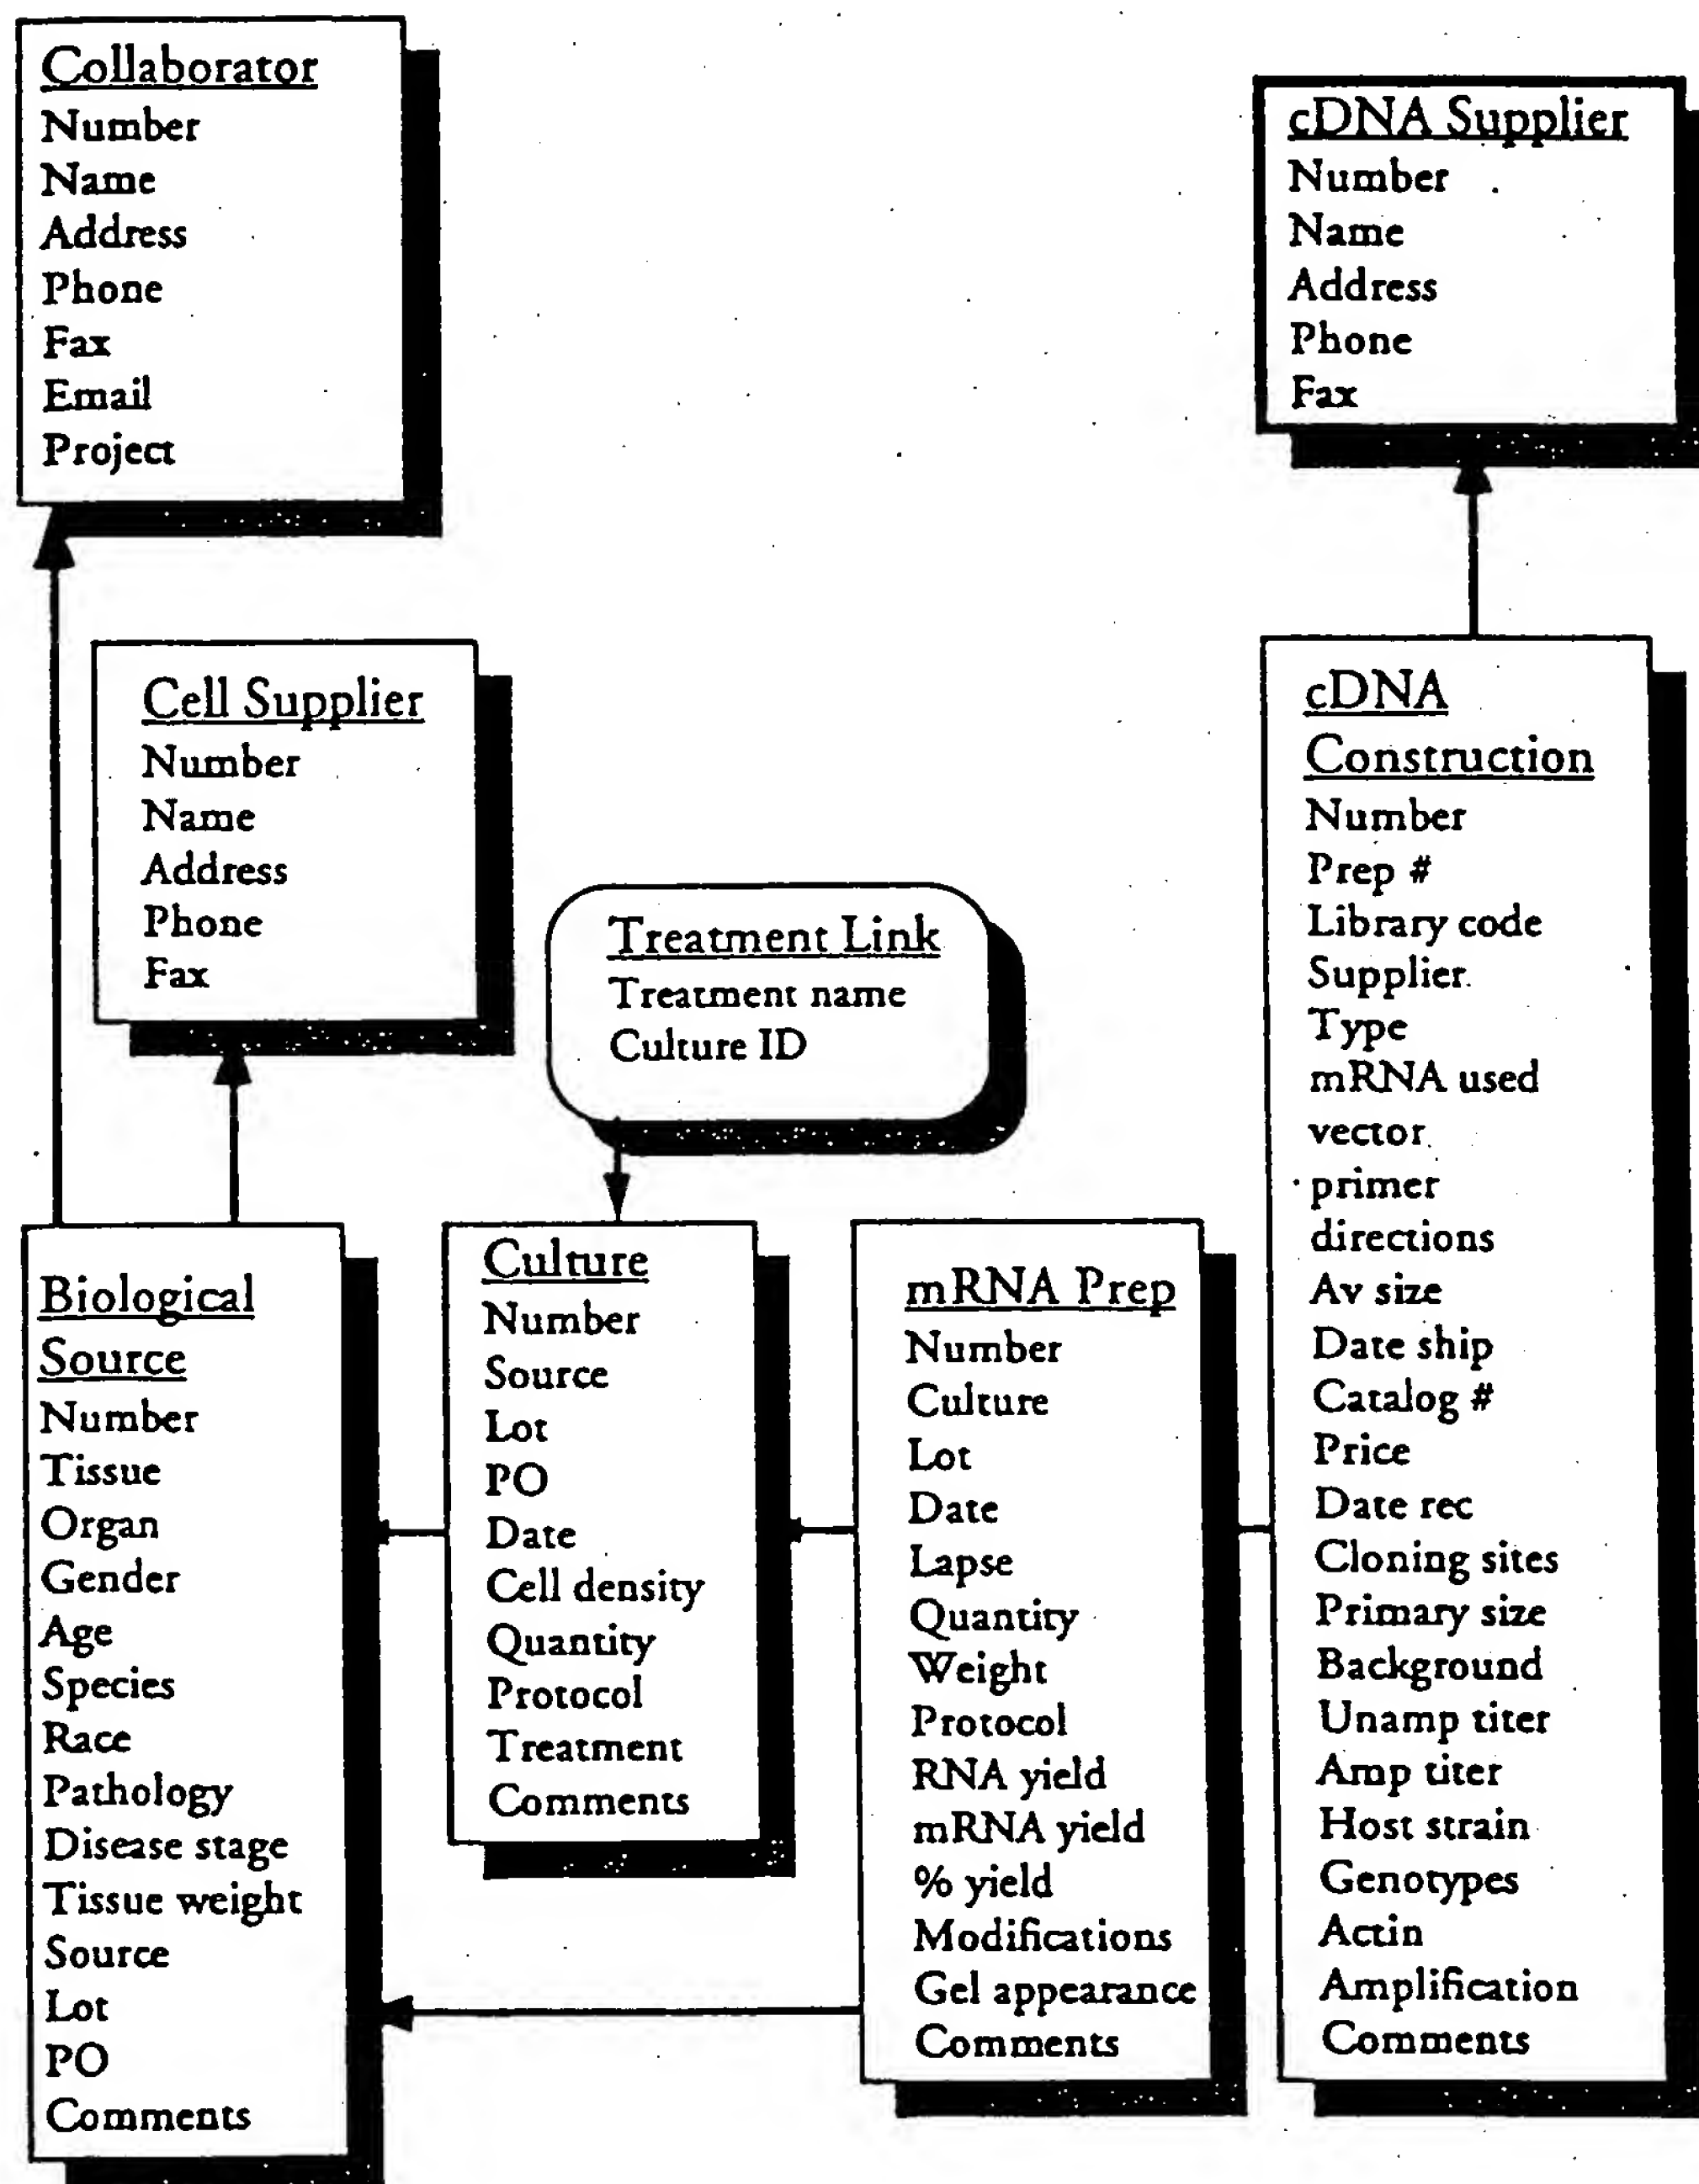 Collaborator
Number
Name
Address
Phone
Fax
Email
Project
cDNA Supplier
Number
Name
Address
Phone
Fax
Cell Supplier
Number
Name
Address
Phone
Fax
Treatment Link
Treatment name
Culture ID
Biological
Source
Number
Tissue
Organ
Gender
Age
Species
Race
Pathology
Disease stage
Tissue weight
Source
Lot
PO
Comments
Culture
Number
Source
Lot
PO
Date
Cell density
Quantity
Protocol
Treatment
Comments
mRNA Prep
Number
Culture
Lot
Date
Lapse
Quantity
Weight
Protocol
RNA yield
mRNA yield
% yield
Modifications
Gel appearance
Comments
cDNA
Construction
Number
Prep #
Library code
Supplier
Type
mRNA used
vector
primer
directions
Av size
Date ship
Catalog #
Price
Date rec
Cloning sites
Primary size
Background
Unamp titer
Amp titer
Host strain
Genotypes
Actin
Amplification
Comments